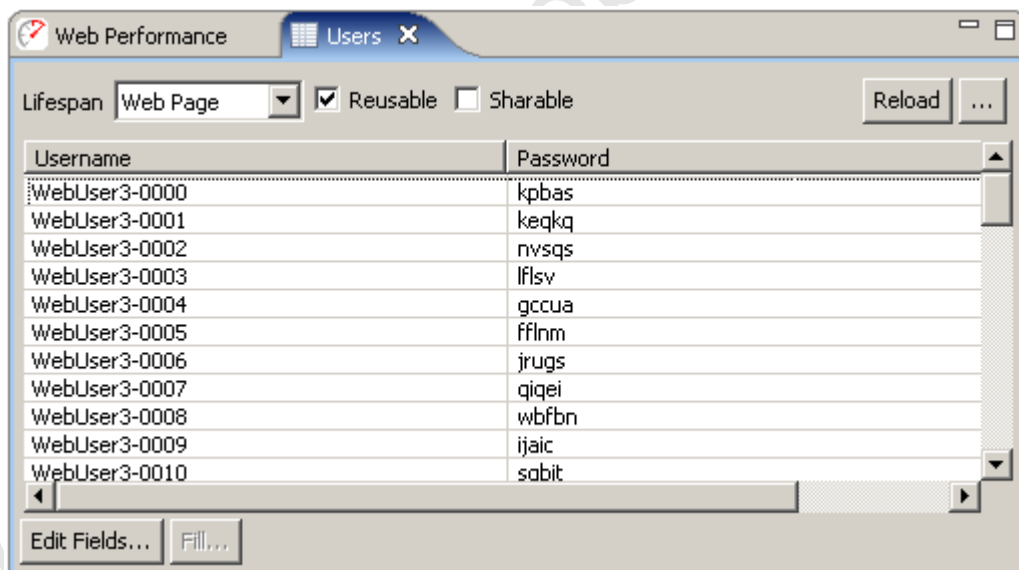 Web Performance Users
Lifespan Web Page Reusable Sharable Reload ...
Username Password
WebUser3-0000 kpbas
WebUser3-0001 keqkq
WebUser3-0002 nvsqs
WebUser3-0003 lflsv
WebUser3-0004 gccua
WebUser3-0005 fflnm
WebUser3-0006 jrugs
WebUser3-0007 qiqei
WebUser3-0008 wbfbn
WebUser3-0009 ijaic
WebUser3-0010 sqbit
Edit Fields... Fill...